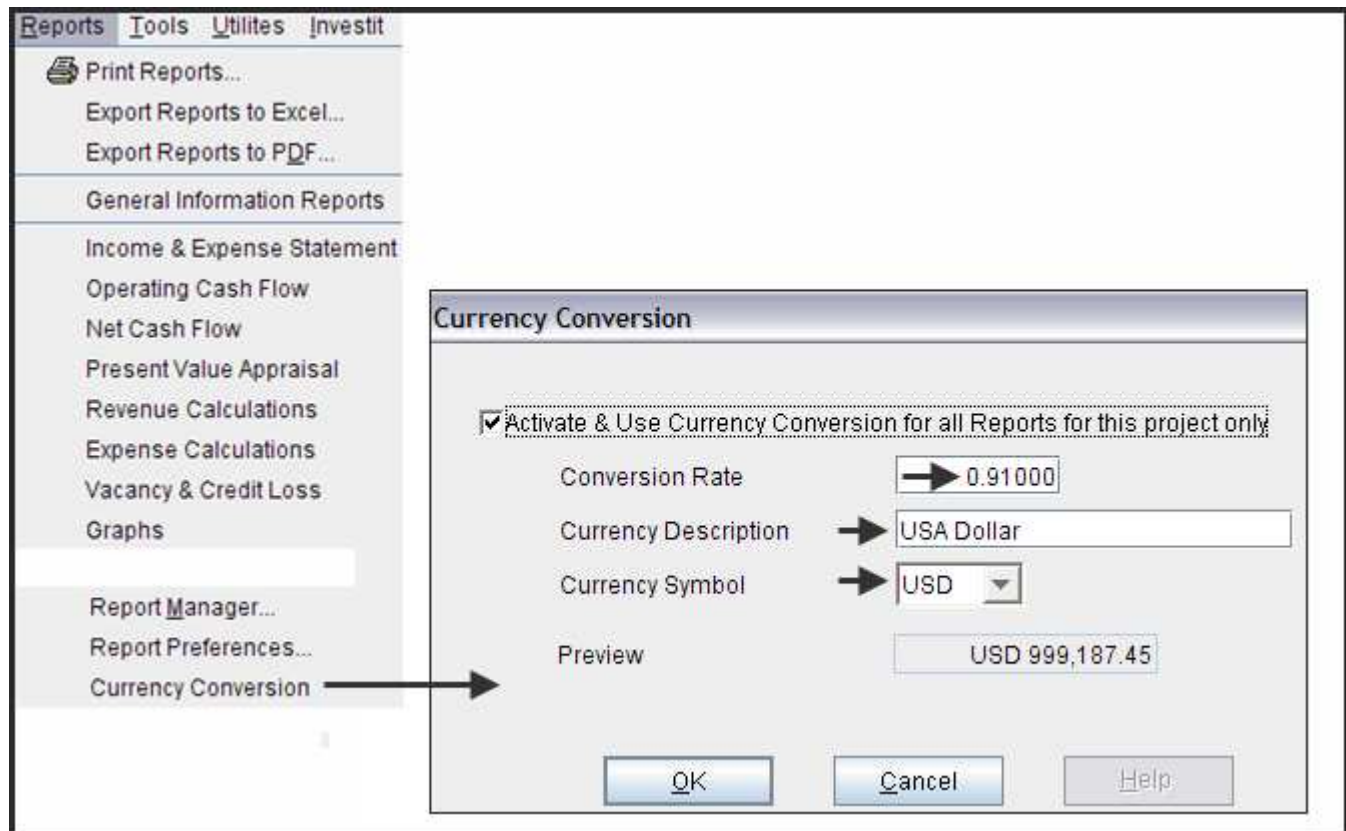 Reports Tools Utilites Investit
Print Reports...
Export Reports to Excel...
Export Reports to PDF...
General Information Reports
Income & Expense Statement
Operating Cash Flow
Net Cash Flow
Present Value Appraisal
Revenue Calculations
Expense Calculations
Vacancy & Credit Loss
Graphs
Report Manager...
Report Preferences...
Currency Conversion
Currency Conversion
Activate & Use Currency Conversion for all Reports for this project only
Conversion Rate 0.91000
Currency Description USA Dollar
Currency Symbol USD
Preview USD 999,187.45
OK Cancel Help